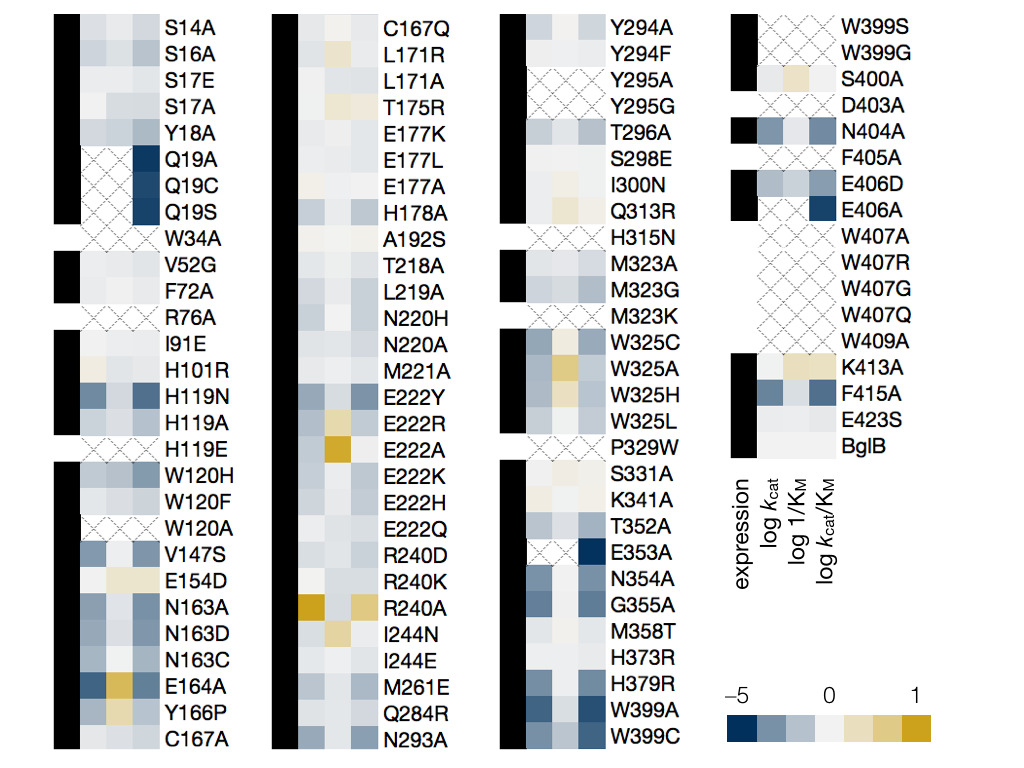 S14A
S16A
S17E
S17A
Y18A
Q19A
Q19C
Q19S
W34A
V52G
F72A
R76A
I91E
H101R
H119N
H119A
H119E
W120H
W120F
W120A
V147S
E154D
N163A
N163D
N163C
E164A
Y166P
C167A
C167Q
L171R
L171A
T175R
E177K
E177L
E177A
H178A
A192S
T218A
L219A
N220H
N220A
M221A
E222Y
E222R
E222A
E222K
E222H
E222Q
R240D
R240K
R240A
I244N
I244E
M261E
Q284R
N293A
Y294A
Y294F
Y295A
Y295G
T296A
S298E
I300N
Q313R
H315N
M323A
M323G
M323K
W325C
W325A
W325H
W325L
P329W
S331A
K341A
T352A
E353A
N354A
G355A
M358T
H373R
H379R
W399A
W399C
W399S
W399G
S400A
D403A
N404A
F405A
E406D
E406A
W407A
W407R
W407G
W407Q
W409A
K413A
F415A
E423S
BglB
expression
log kcat
log 1/KM
log kcat/KM
–5 0 1